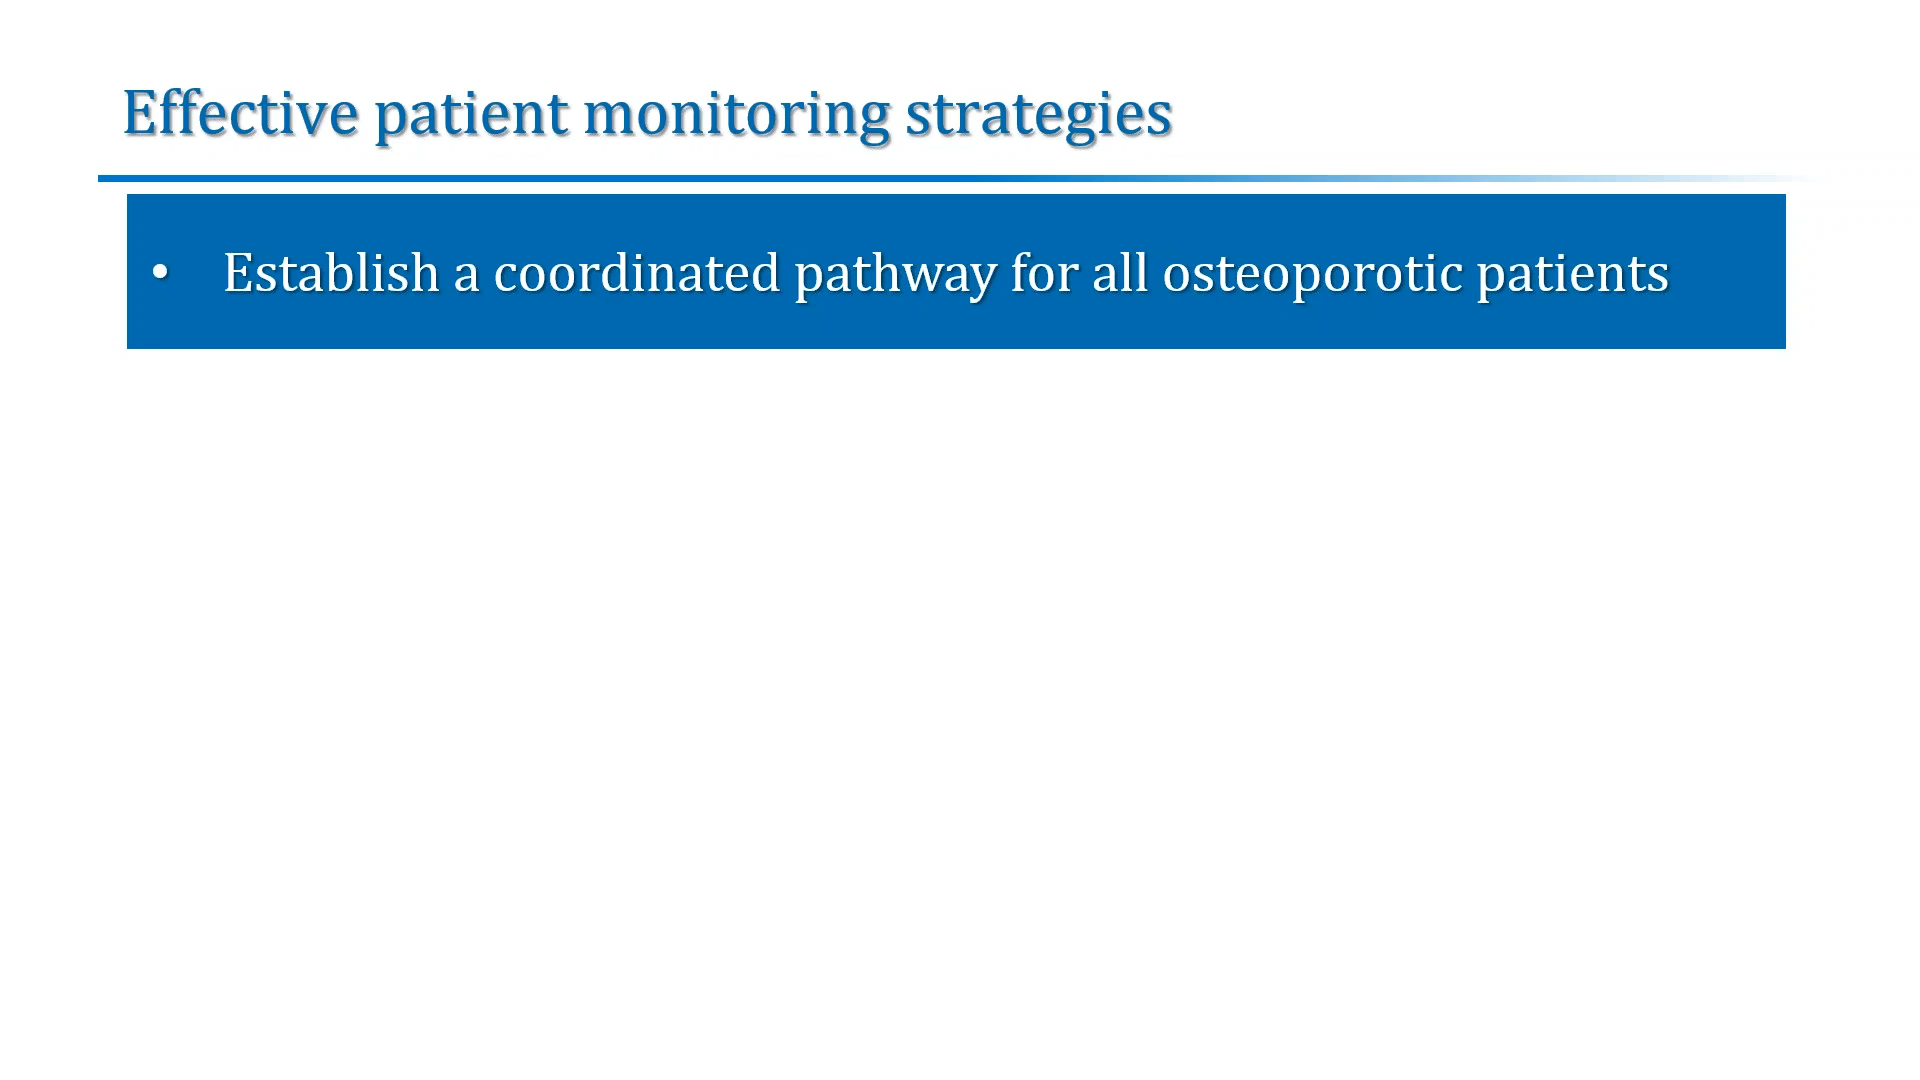 Effective patient monitoring strategies
• Establish a coordinated pathway for all osteoporotic patients